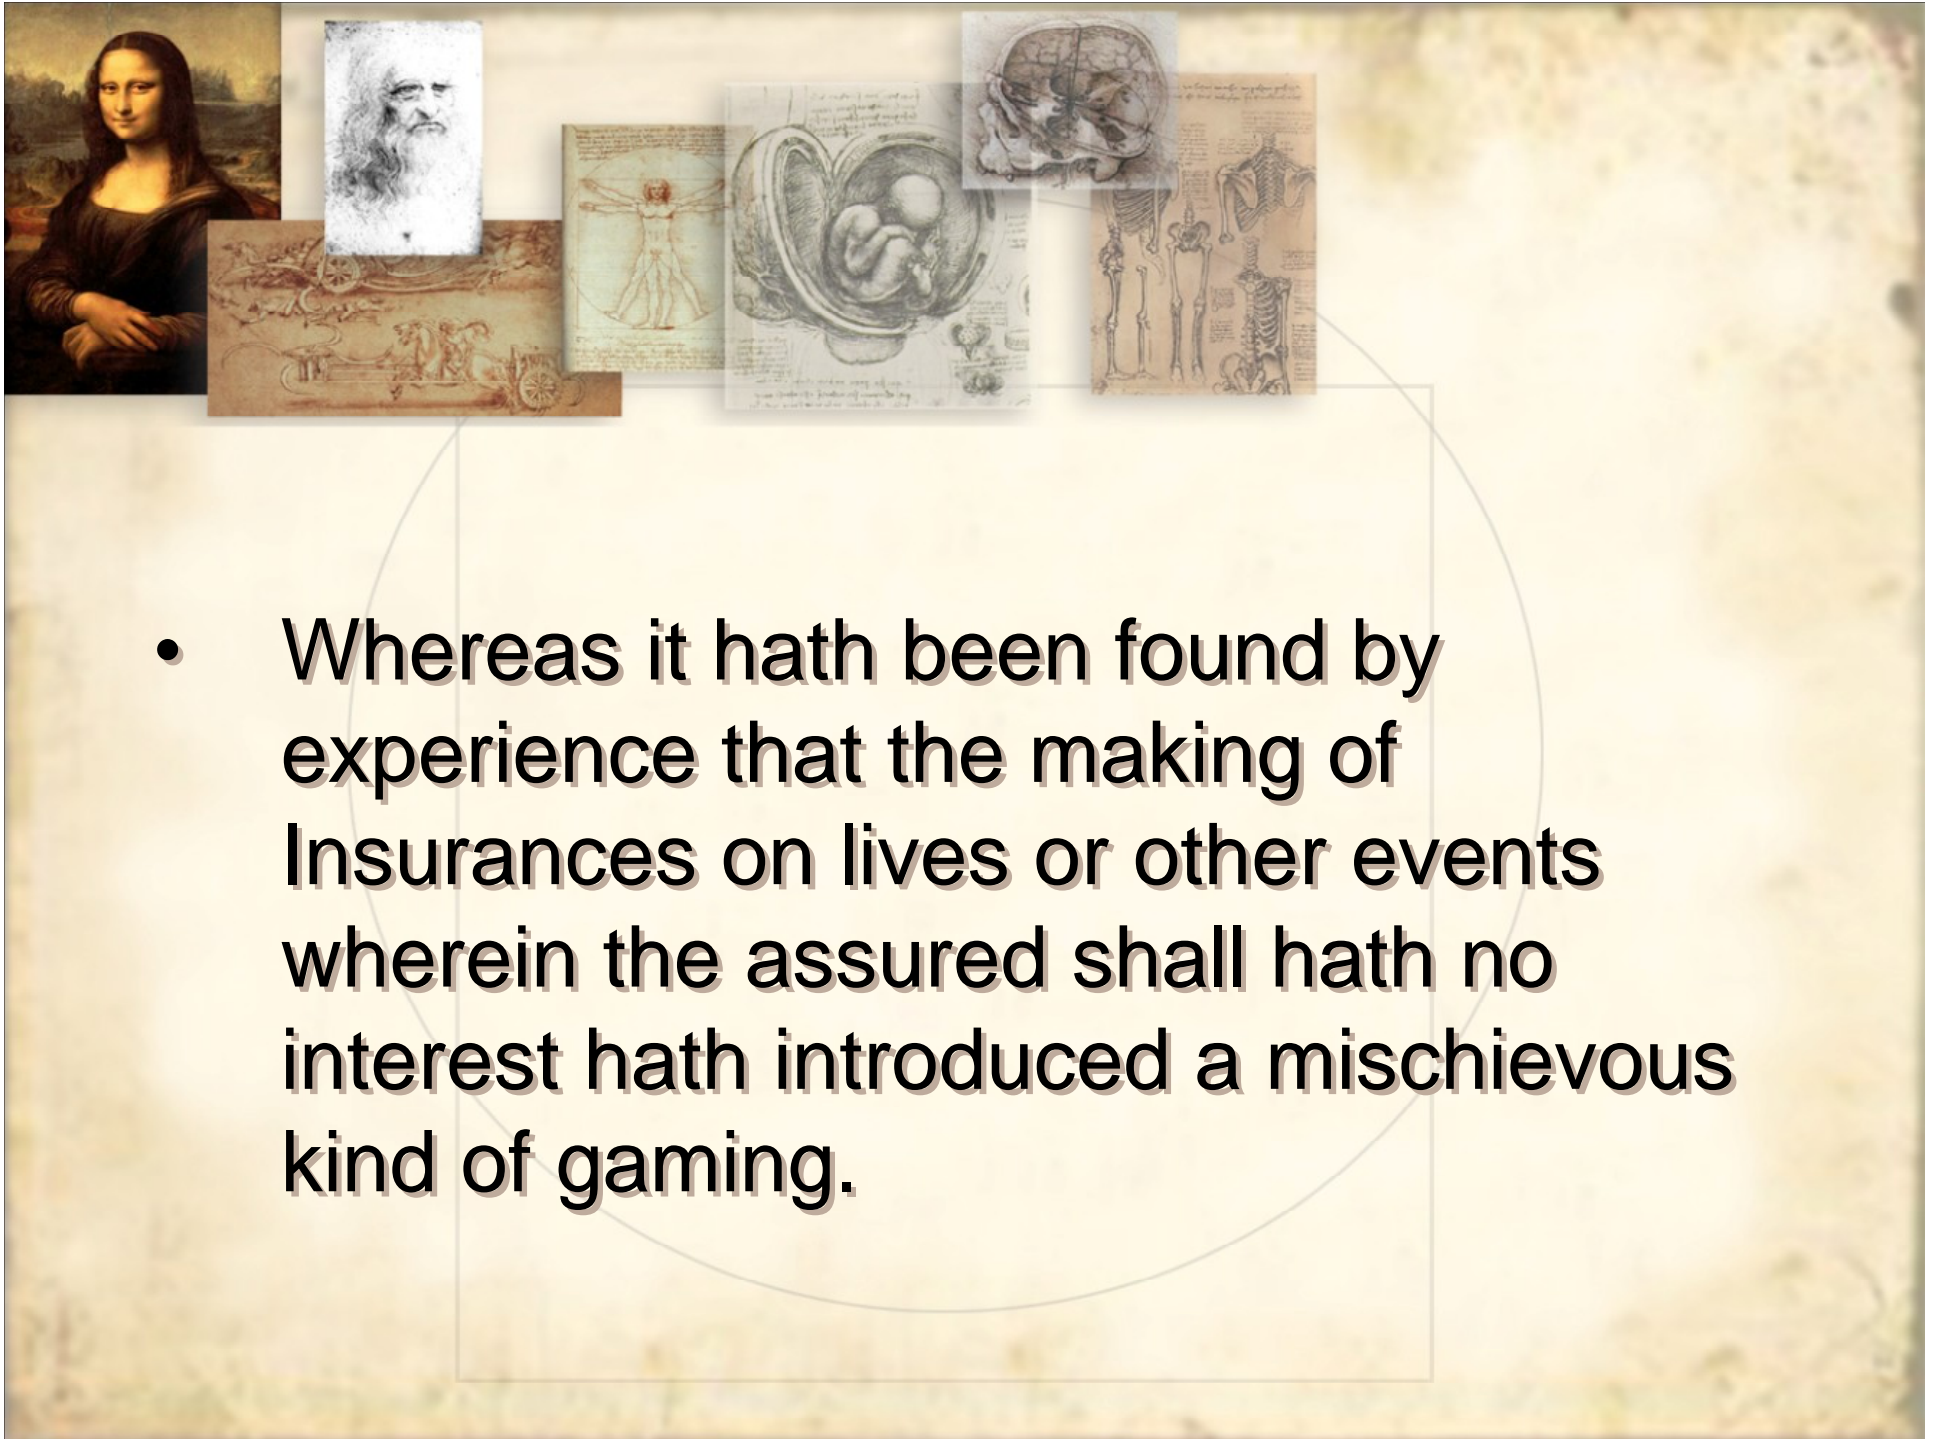 • Whereas it hath been found by
experience that the making of
Insurances on lives or other events
wherein the assured shall hath no
interest hath introduced a mischievous
kind of gaming.